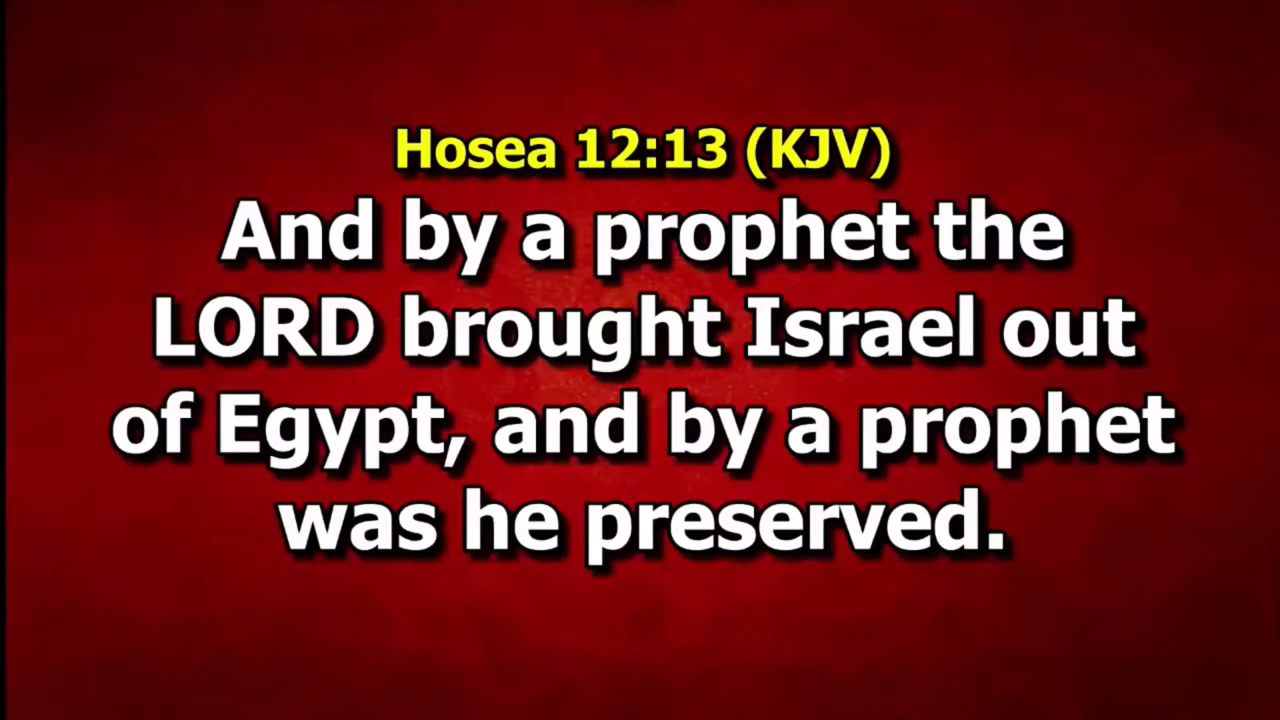 Hosea 12:13 (KJV)
And by a prophet the
LORD brought Israel out
of Egypt, and by a prophet
was he preserved.